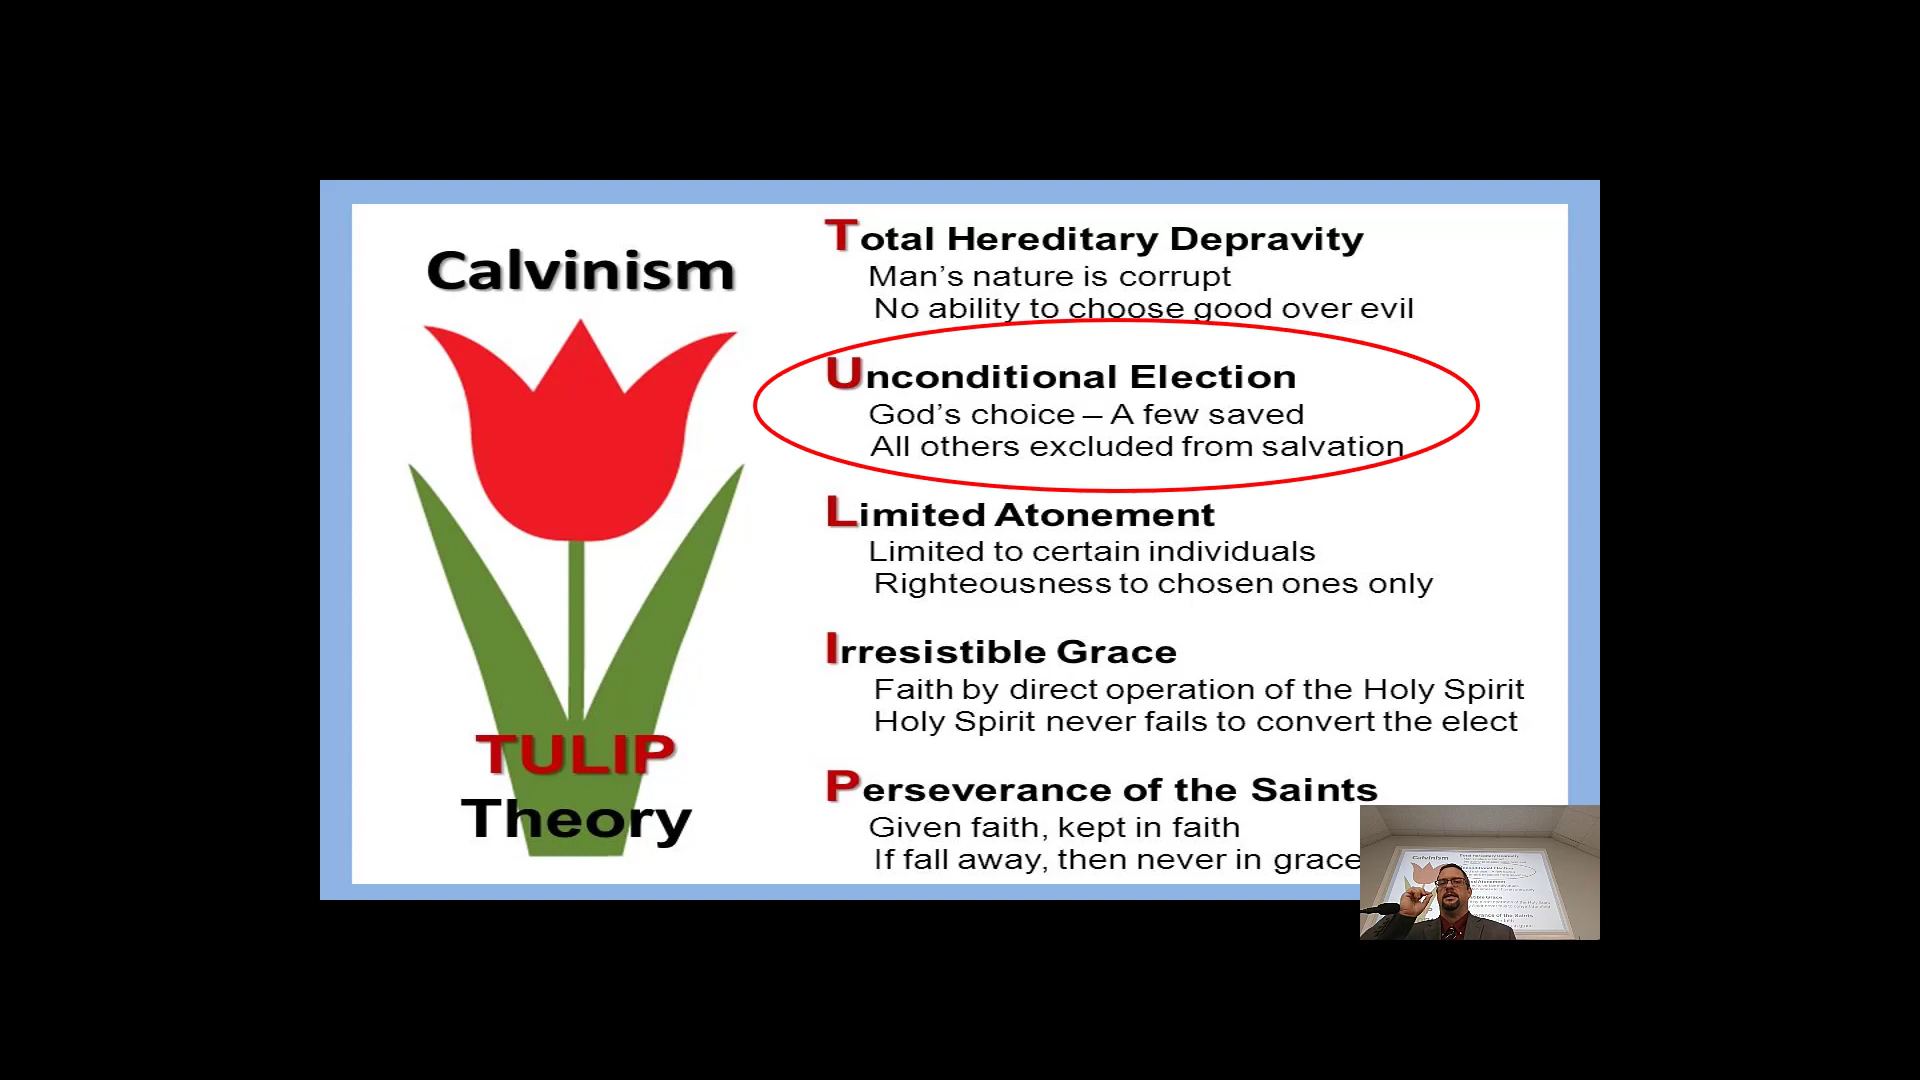 Calvinism
TULIP
Theory
Total Hereditary Depravity
Man's nature is corrupt
No ability to choose good over evil
Unconditional Election
God's choice – A few saved
All others excluded from salvation
Limited Atonement
Limited to certain individuals
Righteousness to chosen ones only
Irresistible Grace
Faith by direct operation of the Holy Spirit
Holy Spirit never fails to convert the elect
Perseverance of the Saints
Given faith, kept in faith
If fall away, then never in grace
Calvinism